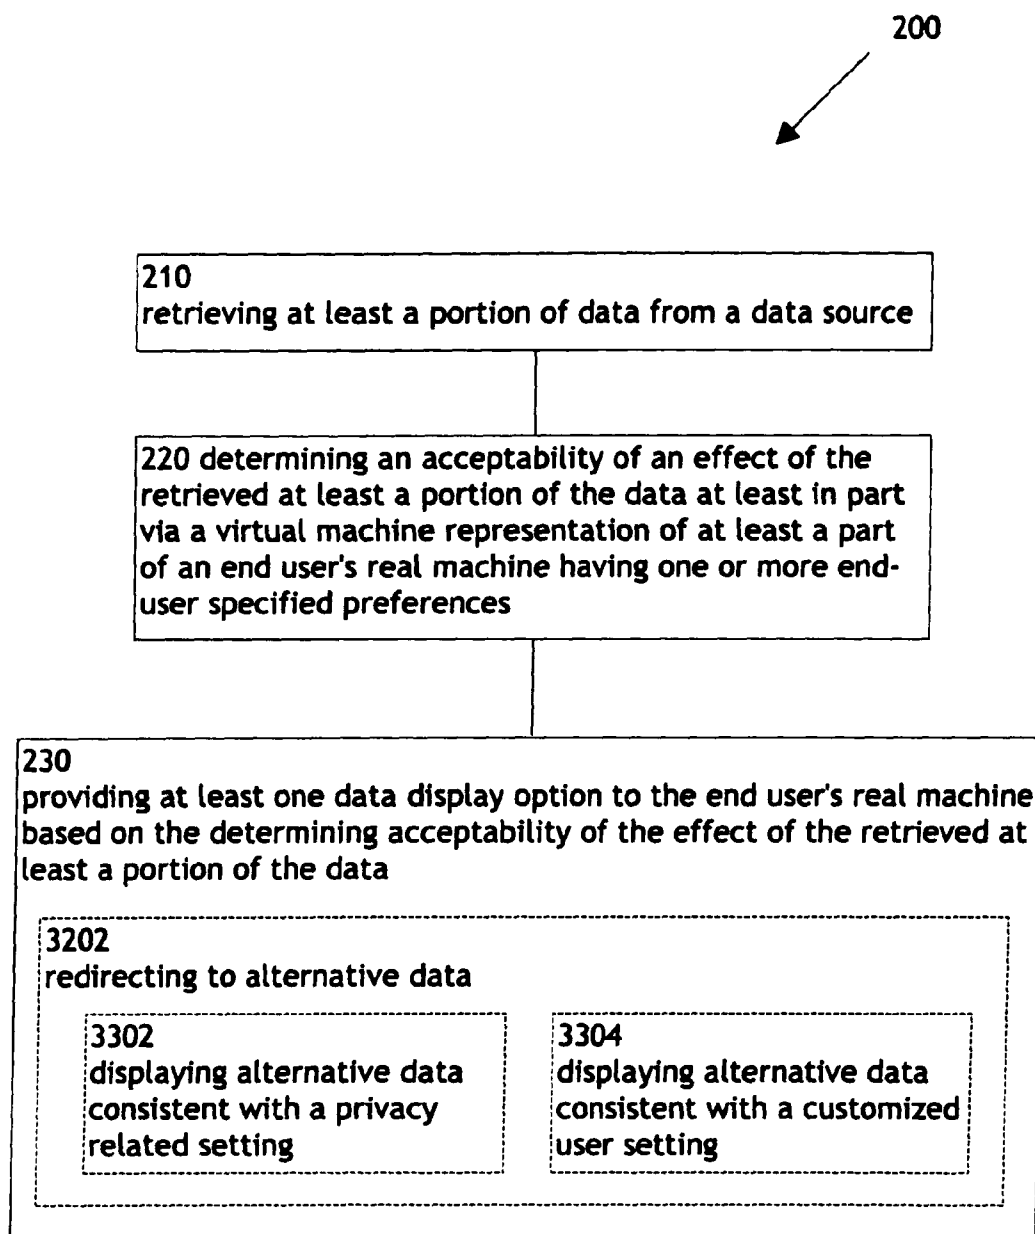 200
210
retrieving at least a portion of data from a data source
220 determining an acceptability of an effect of the
retrieved at least a portion of the data at least in part
via a virtual machine representation of at least a part
of an end user's real machine having one or more end-
user specified preferences
230
providing at least one data display option to the end user's real machine
based on the determining acceptability of the effect of the retrieved at
least a portion of the data
3202
redirecting to alternative data
3302
displaying alternative data
consistent with a privacy
related setting
3304
displaying alternative data
consistent with a customized
user setting